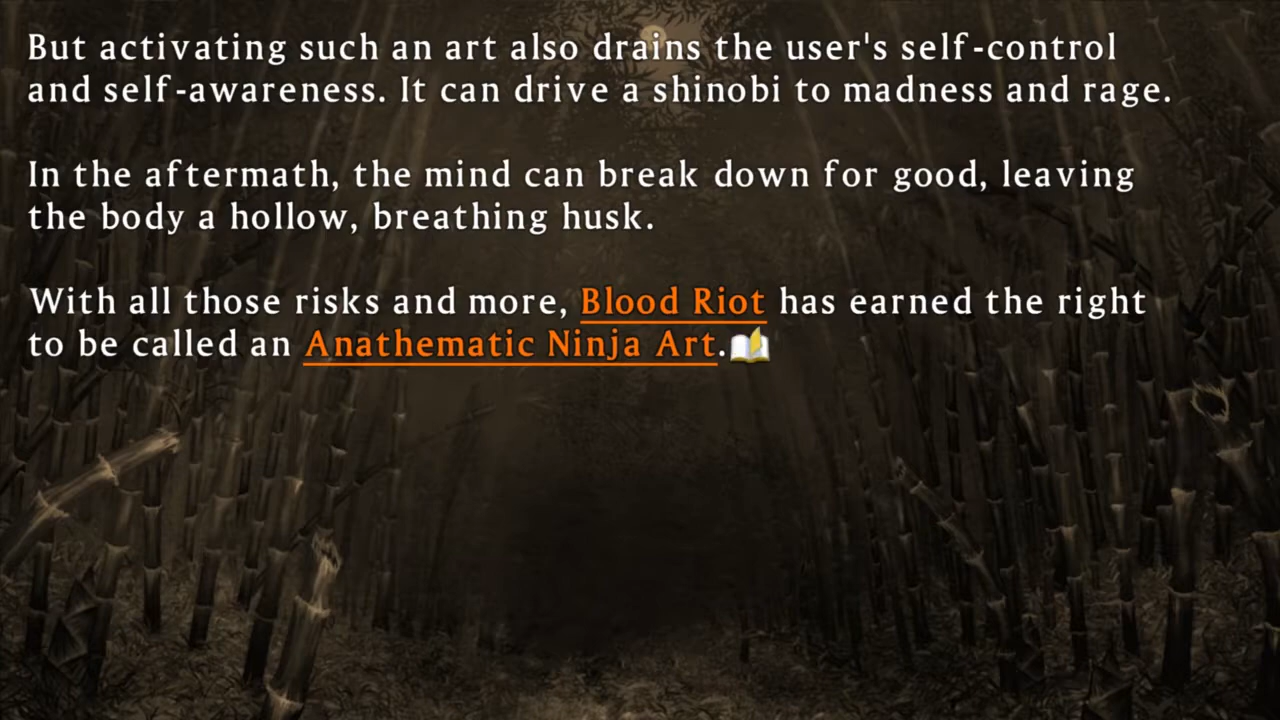 But activating such an art also drains the user's self-control
and self-awareness. It can drive a shinobi to madness and rage.
In the aftermath, the mind can break down for good, leaving
the body a hollow, breathing husk.
With all those risks and more, Blood Riot has earned the right
to be called an Anathematic Ninja Art.